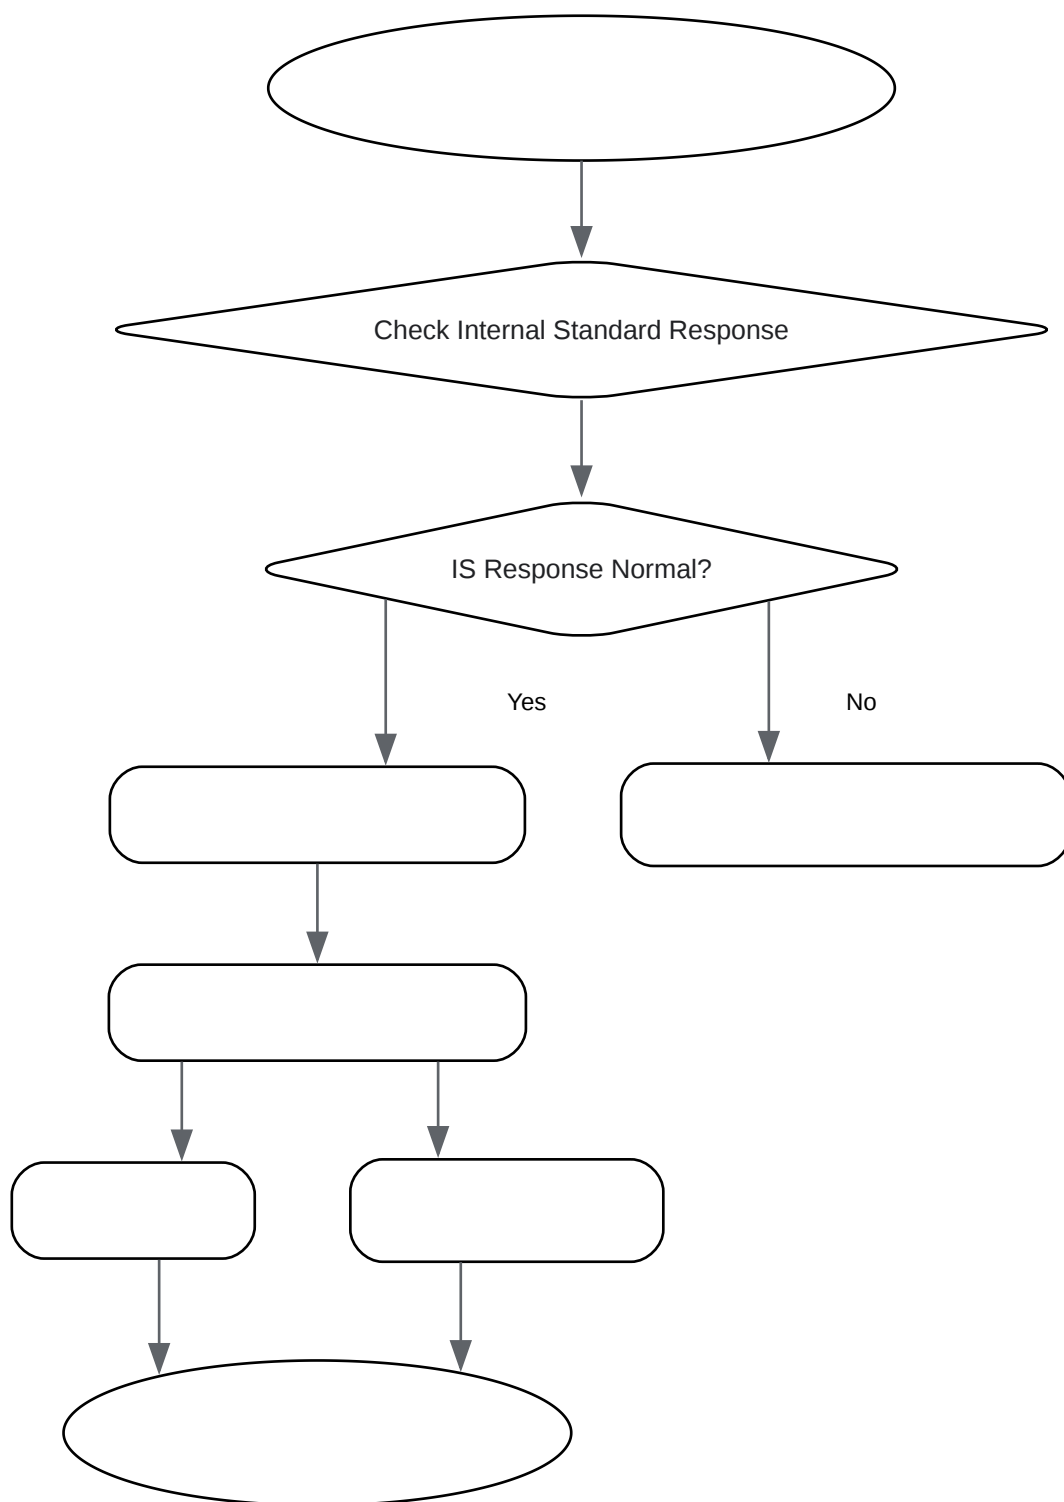 Check Internal Standard Response
IS Response Normal?
Yes
No